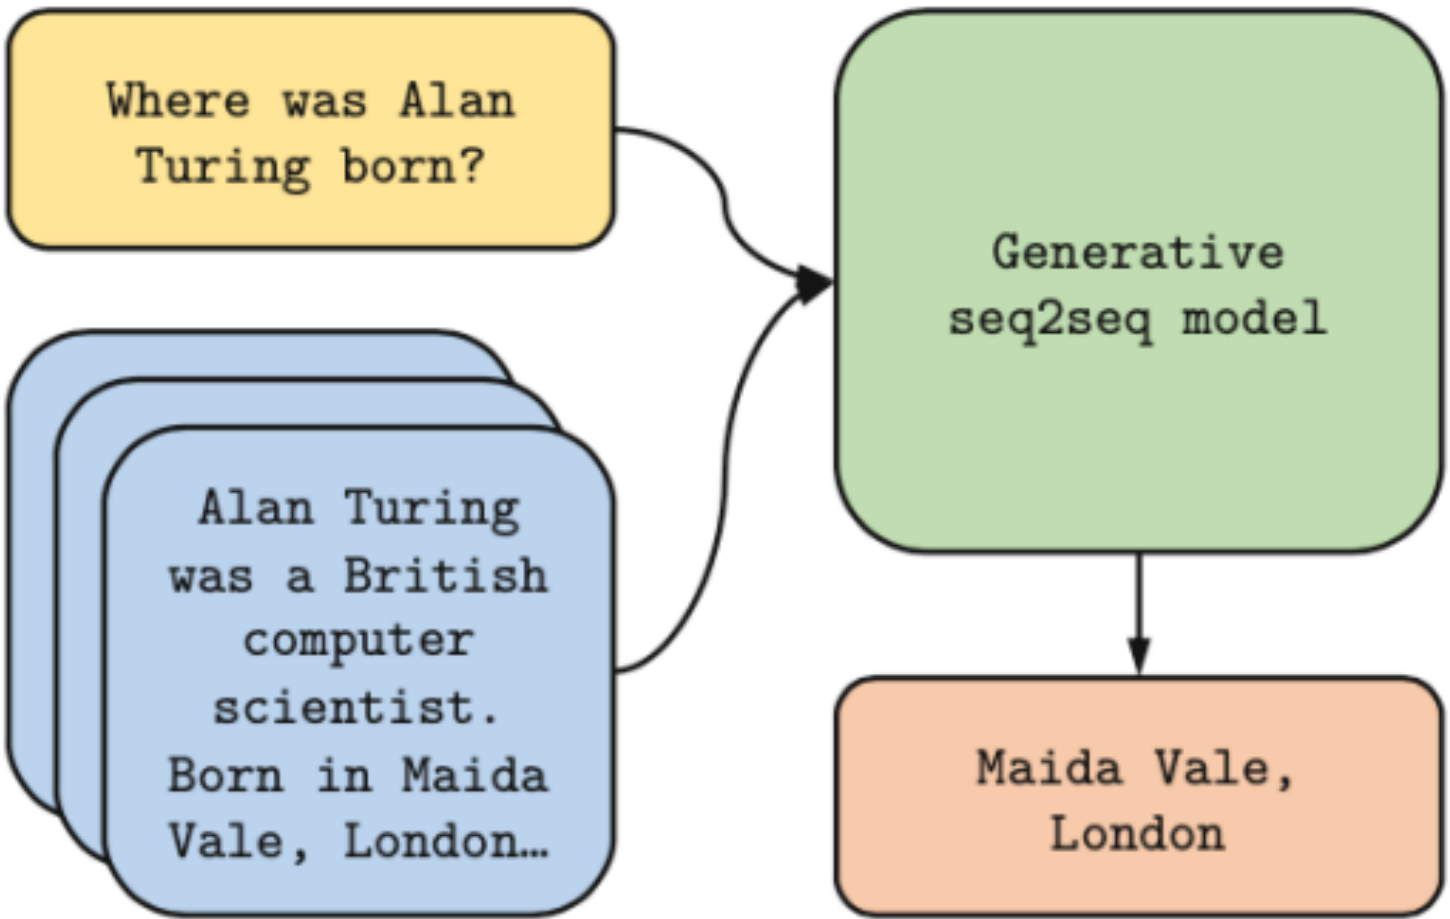 Where was Alan
Turing born?
Generative
seq2seq model
Alan Turing
was a British
computer
scientist.
Born in Maida
Vale, London…
Maida Vale,
London